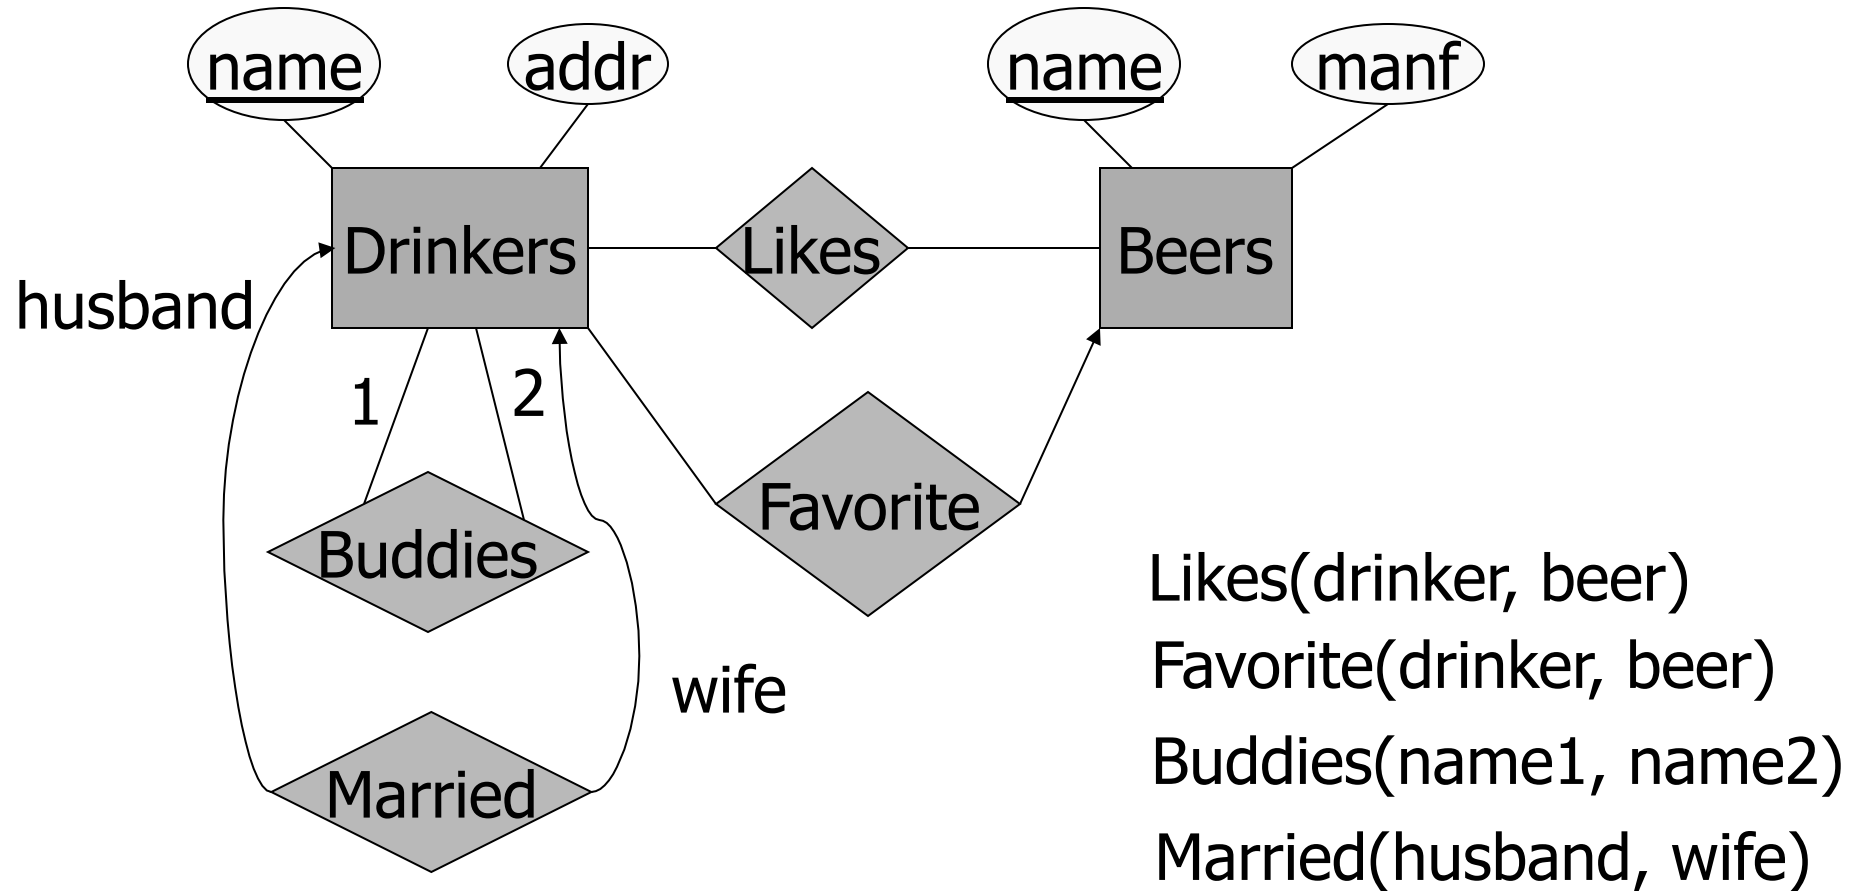 name
addr
name
manf
Drinkers
Likes
Beers
husband
1
2
Favorite
Buddies
wife
Married
Likes(drinker, beer)
Favorite(drinker, beer)
Buddies(name1, name2)
Married(husband, wife)